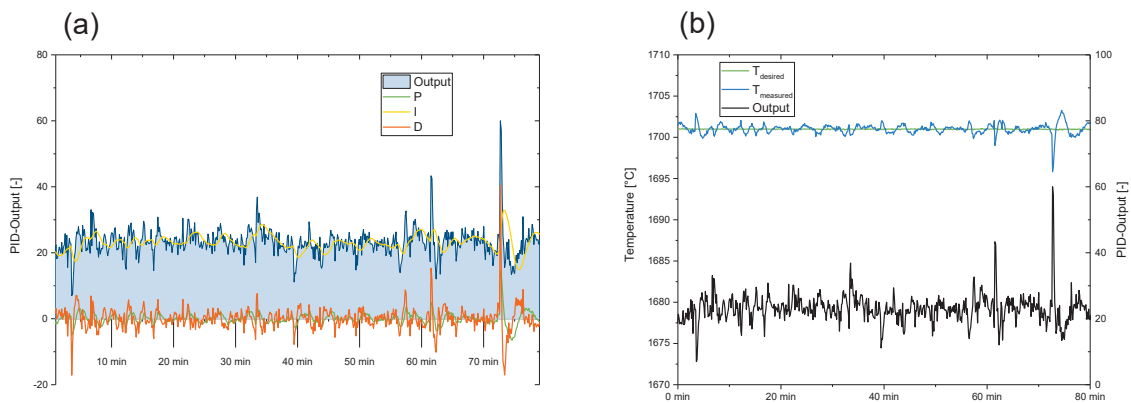 (a)
80
60
40
20
0
-20
PID-Output [-]
Output
P
I
D
10 min
20 min
30 min
40 min
50 min
60 min
70 min
(b)
1710
1705
1700
1695
1690
1685
1680
1675
1670
Temperature [°C]
T desired
T measured
Output
100
80
60
40
20
0
PID-Output [-]
0 min
20 min
40 min
60 min
80 min